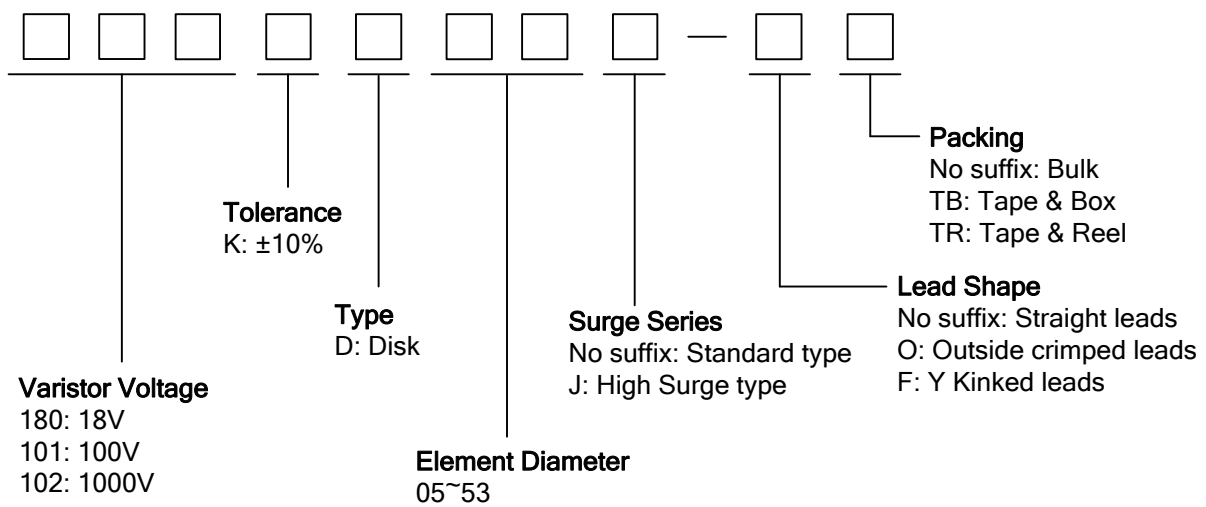 Packing
No suffix: Bulk
TB: Tape & Box
TR: Tape & Reel
Tolerance
K: ±10%
Lead Shape
No suffix: Straight leads
O: Outside crimped leads
F: Y Kinked leads
Type
D: Disk
Surge Series
No suffix: Standard type
J: High Surge type
Varistor Voltage
180: 18V
101: 100V
102: 1000V
Element Diameter
05~53